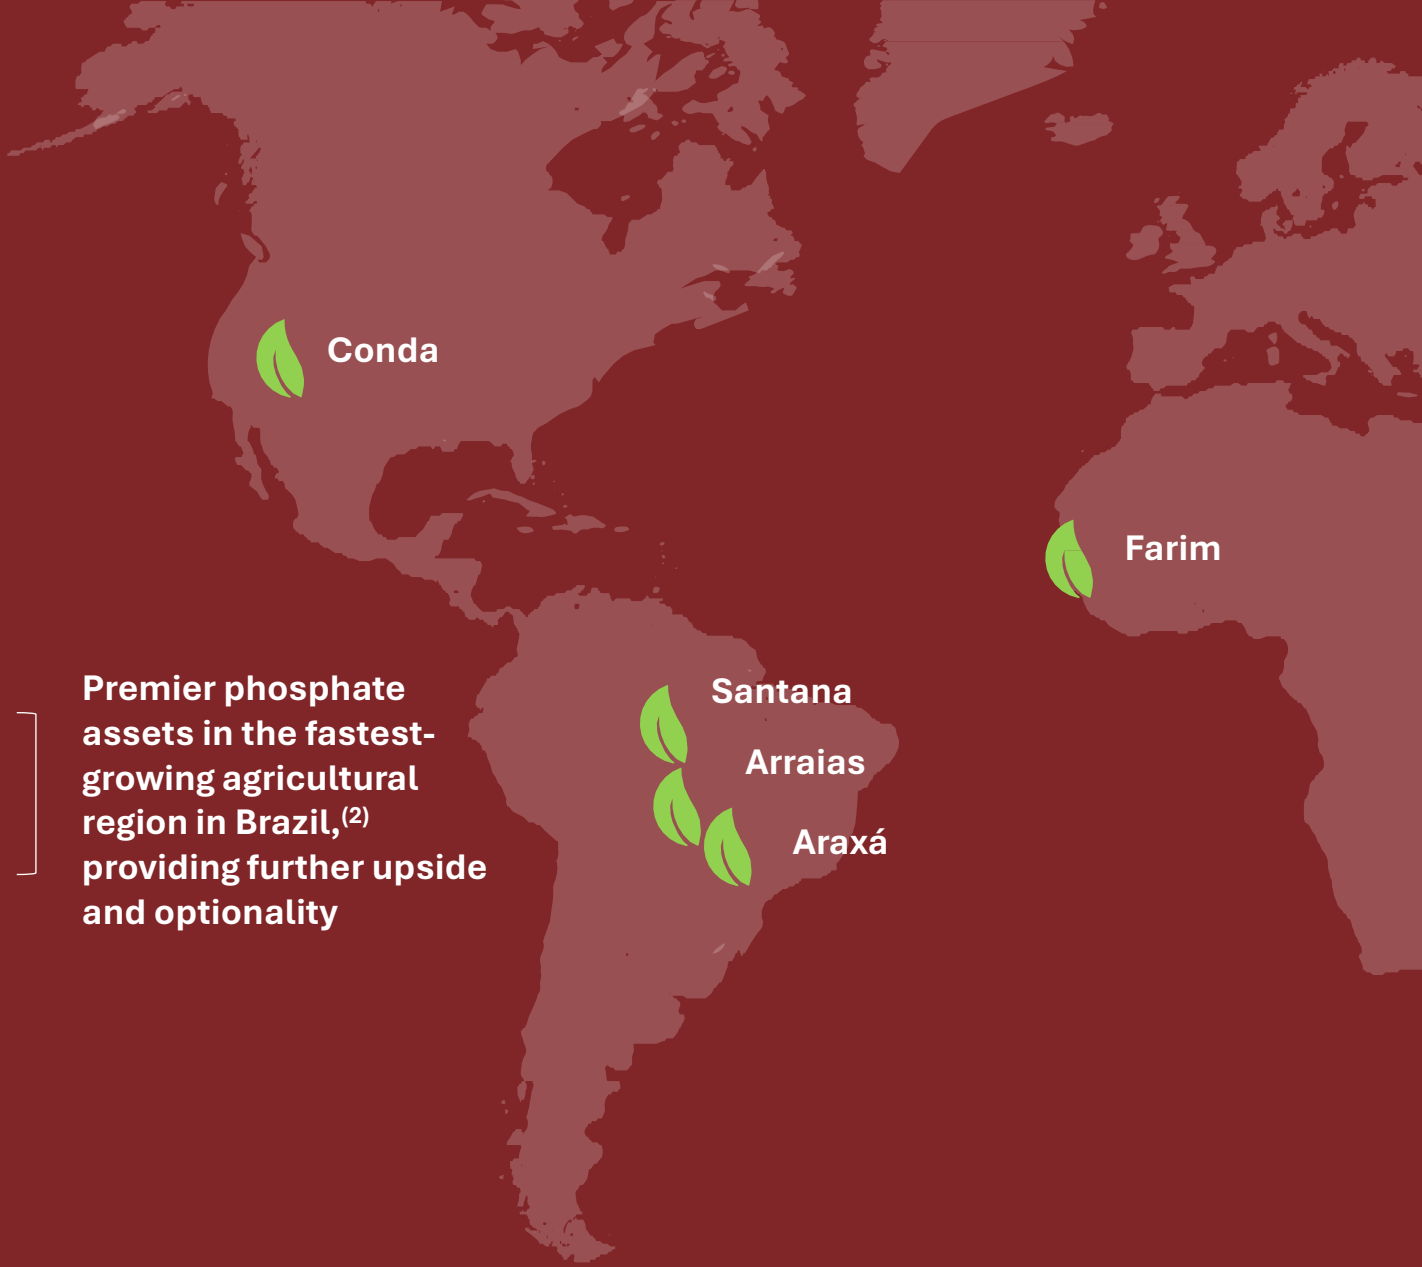 Conda
Farim
Santana
Arraias
Araxá
Premier phosphate
assets in the fastest-
growing agricultural
region in Brazil,(2)
providing further upside
and optionality